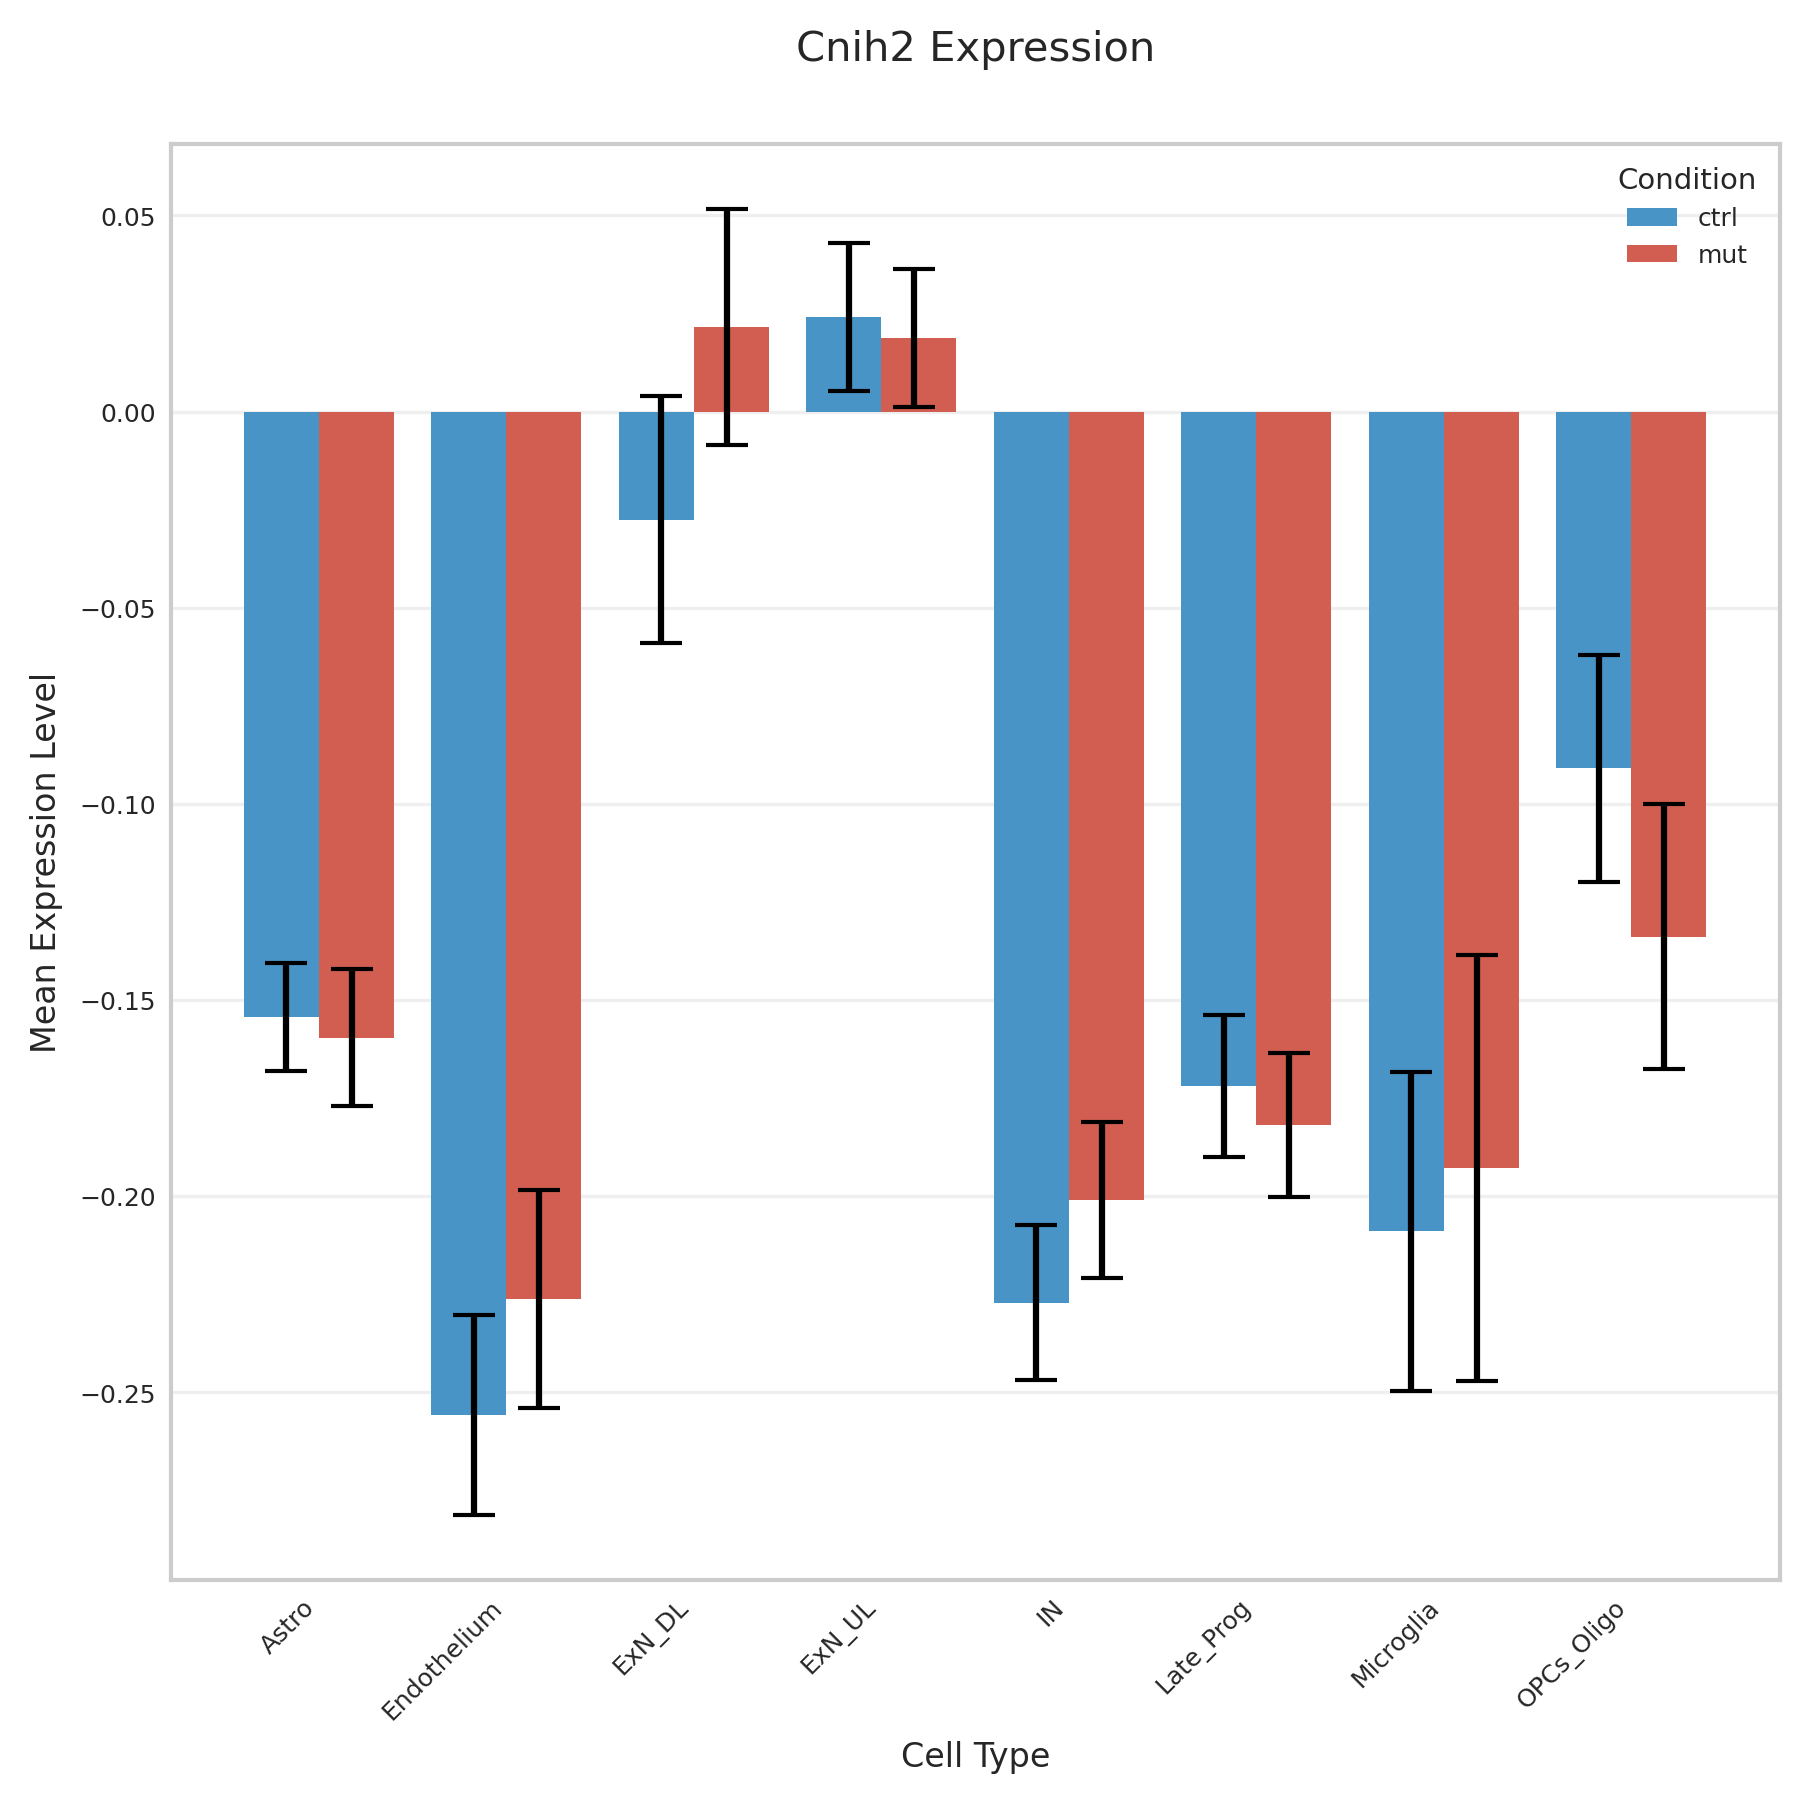 Cnih2 Expression
Condition
ctrl
mut
0.05
0.00
−0.05
−0.10
−0.15
−0.20
−0.25
Mean Expression Level
Astro
Endothelium
ExN_DL
ExN_UL
IN
Late_Prog
Microglia
OPCs_Oligo
Cell Type